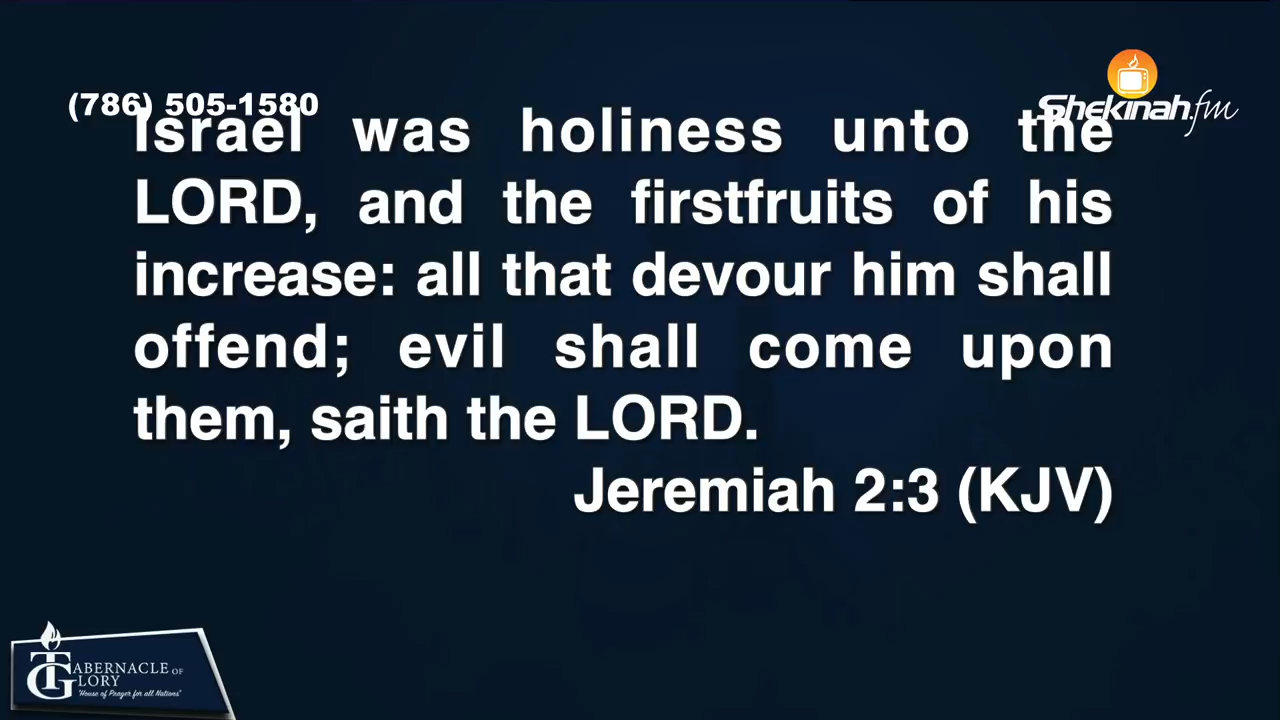 (786) 505-1580
Shekinah.fm
Israel was holiness unto the
LORD, and the firstfruits of his
increase: all that devour him shall
offend; evil shall come upon
them, saith the LORD.
Jeremiah 2:3 (KJV)
TABERNACLE OF
GLORY
"House of Prayer for all Nations"